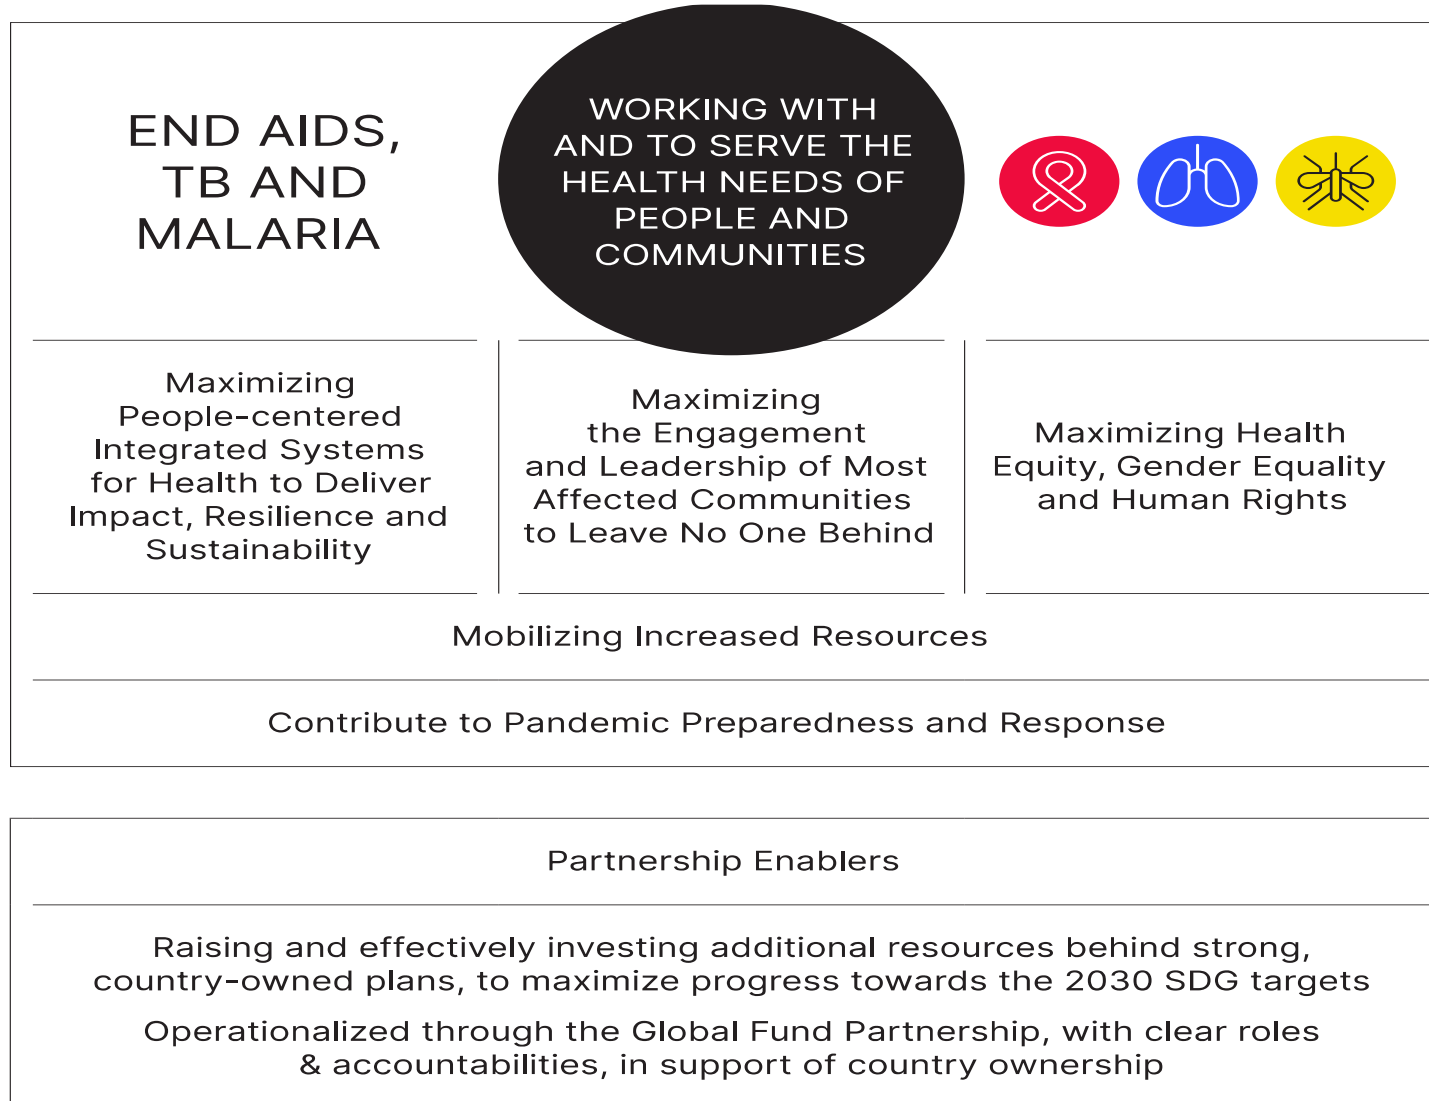 END AIDS,
TB AND
MALARIA
WORKING WITH
AND TO SERVE THE
HEALTH NEEDS OF
PEOPLE AND
COMMUNITIES
Maximizing
People-centered
Integrated Systems
for Health to Deliver
Impact, Resilience and
Sustainability
Maximizing
the Engagement
and Leadership of Most
Affected Communities
to Leave No One Behind
Maximizing Health
Equity, Gender Equality
and Human Rights
Mobilizing Increased Resources
Contribute to Pandemic Preparedness and Response
Partnership Enablers
Raising and effectively investing additional resources behind strong,
country-owned plans, to maximize progress towards the 2030 SDG targets
Operationalized through the Global Fund Partnership, with clear roles
& accountabilities, in support of country ownership